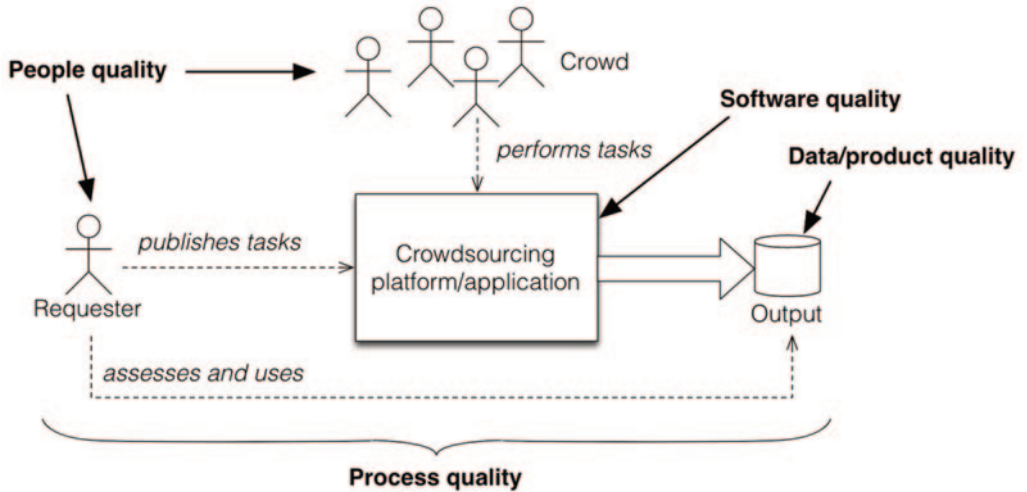 Crowd
People quality
Software quality
performs tasks
Data/product quality
publishes tasks
Crowdsourcing
platform/application
Requester
Output
assesses and uses
Process quality